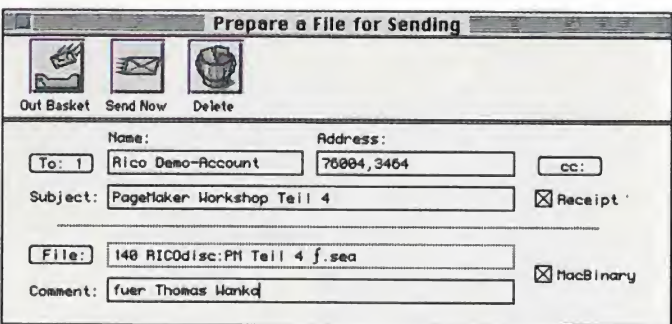 Prepare a File for Sending
Out Basket Send Now Delete
Name: Address:
To: 1 Rico Demo-Account 76004,3464 cc:
Subject: PageMaker Workshop Teil 4 Receipt
File: 140 RICOdisc:PM Teil 4 ƒ.sea
MacBinary
Comment: fuer Thomas Wanka